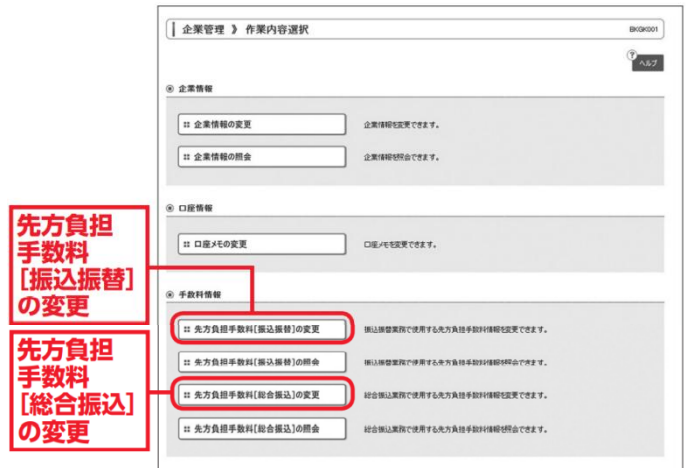 企業管理 》 作業内容選択
BKGK001
?
ヘルプ
企業情報
企業情報の変更
企業情報を変更できます。
企業情報の照会
企業情報を照会できます。
口座情報
口座メモの変更
口座メモを変更できます。
手数料情報
先方負担手数料[振込振替]の変更
振込振替業務で使用する先方負担手数料情報を変更できます。
先方負担手数料[振込振替]の照会
振込振替業務で使用する先方負担手数料情報を照会できます。
先方負担手数料[総合振込]の変更
総合振込業務で使用する先方負担手数料情報を変更できます。
先方負担手数料[総合振込]の照会
総合振込業務で使用する先方負担手数料情報を照会できます。
先方負担
手数料
[振込振替]
の変更
先方負担
手数料
[総合振込]
の変更